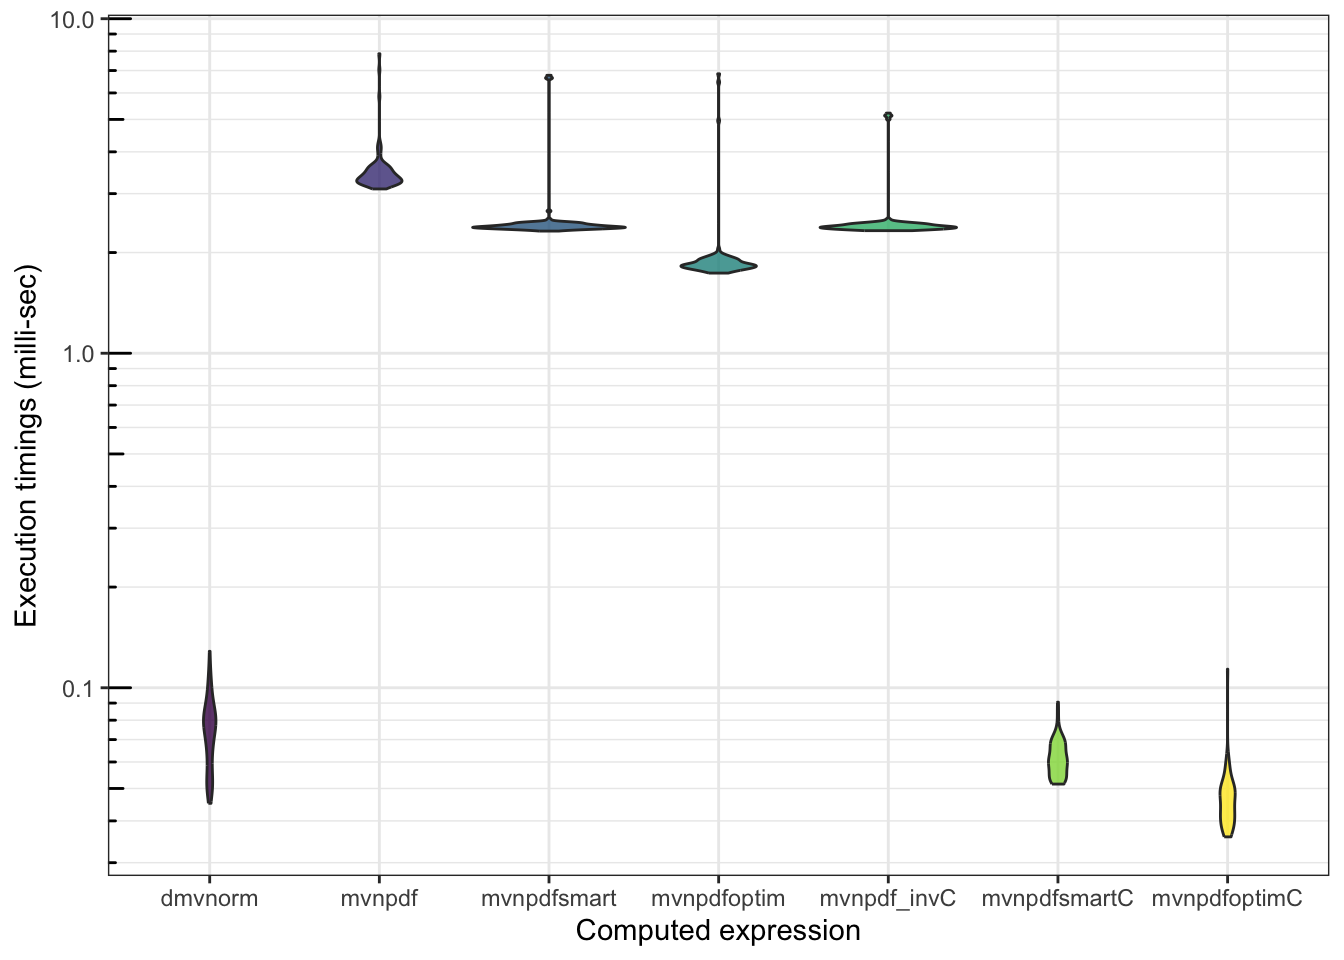 10.0
1.0
0.1
Execution timings (milli-sec)
dmvnorm mvnpdf mvnpdfsmart mvnpdfoptim mvnpdf_invC mvnpdfsmartC mvnpdfoptimC
Computed expression